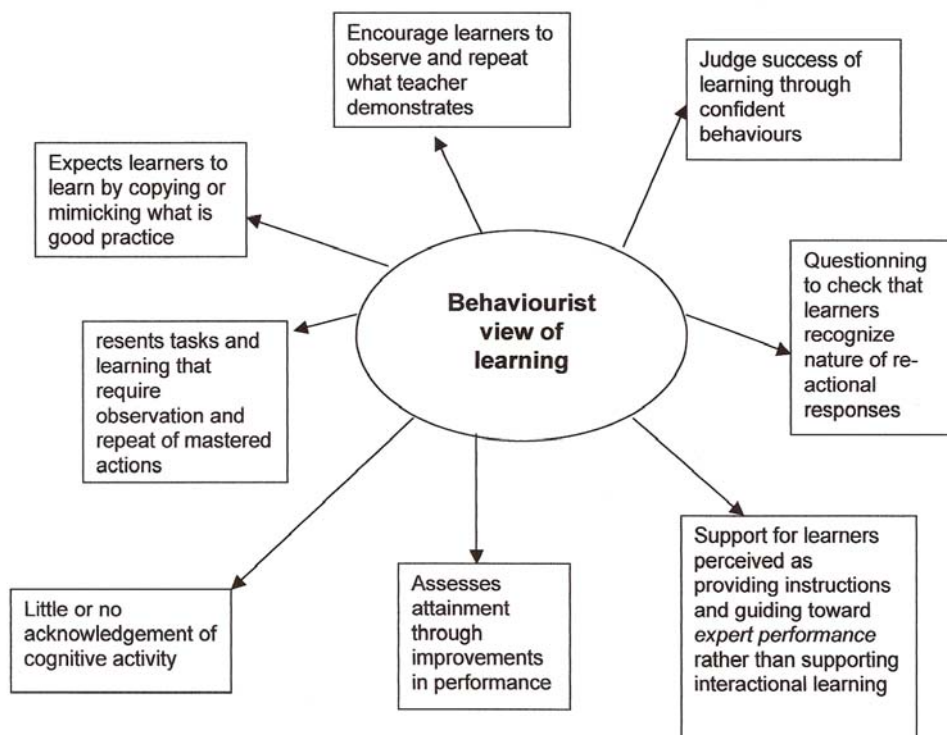 Encourage learners to
observe and repeat
what teacher
demonstrates
Judge success of
learning through
confident
behaviours
Expects learners to
learn by copying or
mimicking what is
good practice
Behaviourist
view of
learning
Questionning
to check that
learners
recognize
nature of re-
actional
responses
resents tasks and
learning that
require
observation and
repeat of mastered
actions
Little or no
acknowledgement of
cognitive activity
Assesses
attainment
through
improvements
in performance
Support for learners
perceived as
providing instructions
and guiding toward
expert performance
rather than supporting
interactional learning